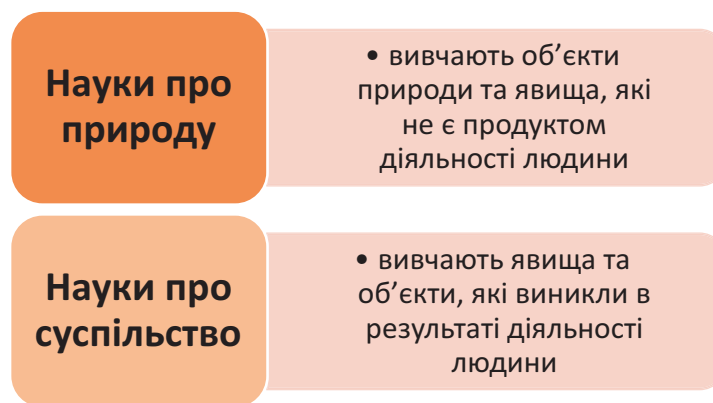 Науки про
природу
• вивчають об’єкти
природи та явища, які
не є продуктом
діяльності людини
Науки про
суспільство
• вивчають явища та
об’єкти, які виникли в
результаті діяльності
людини